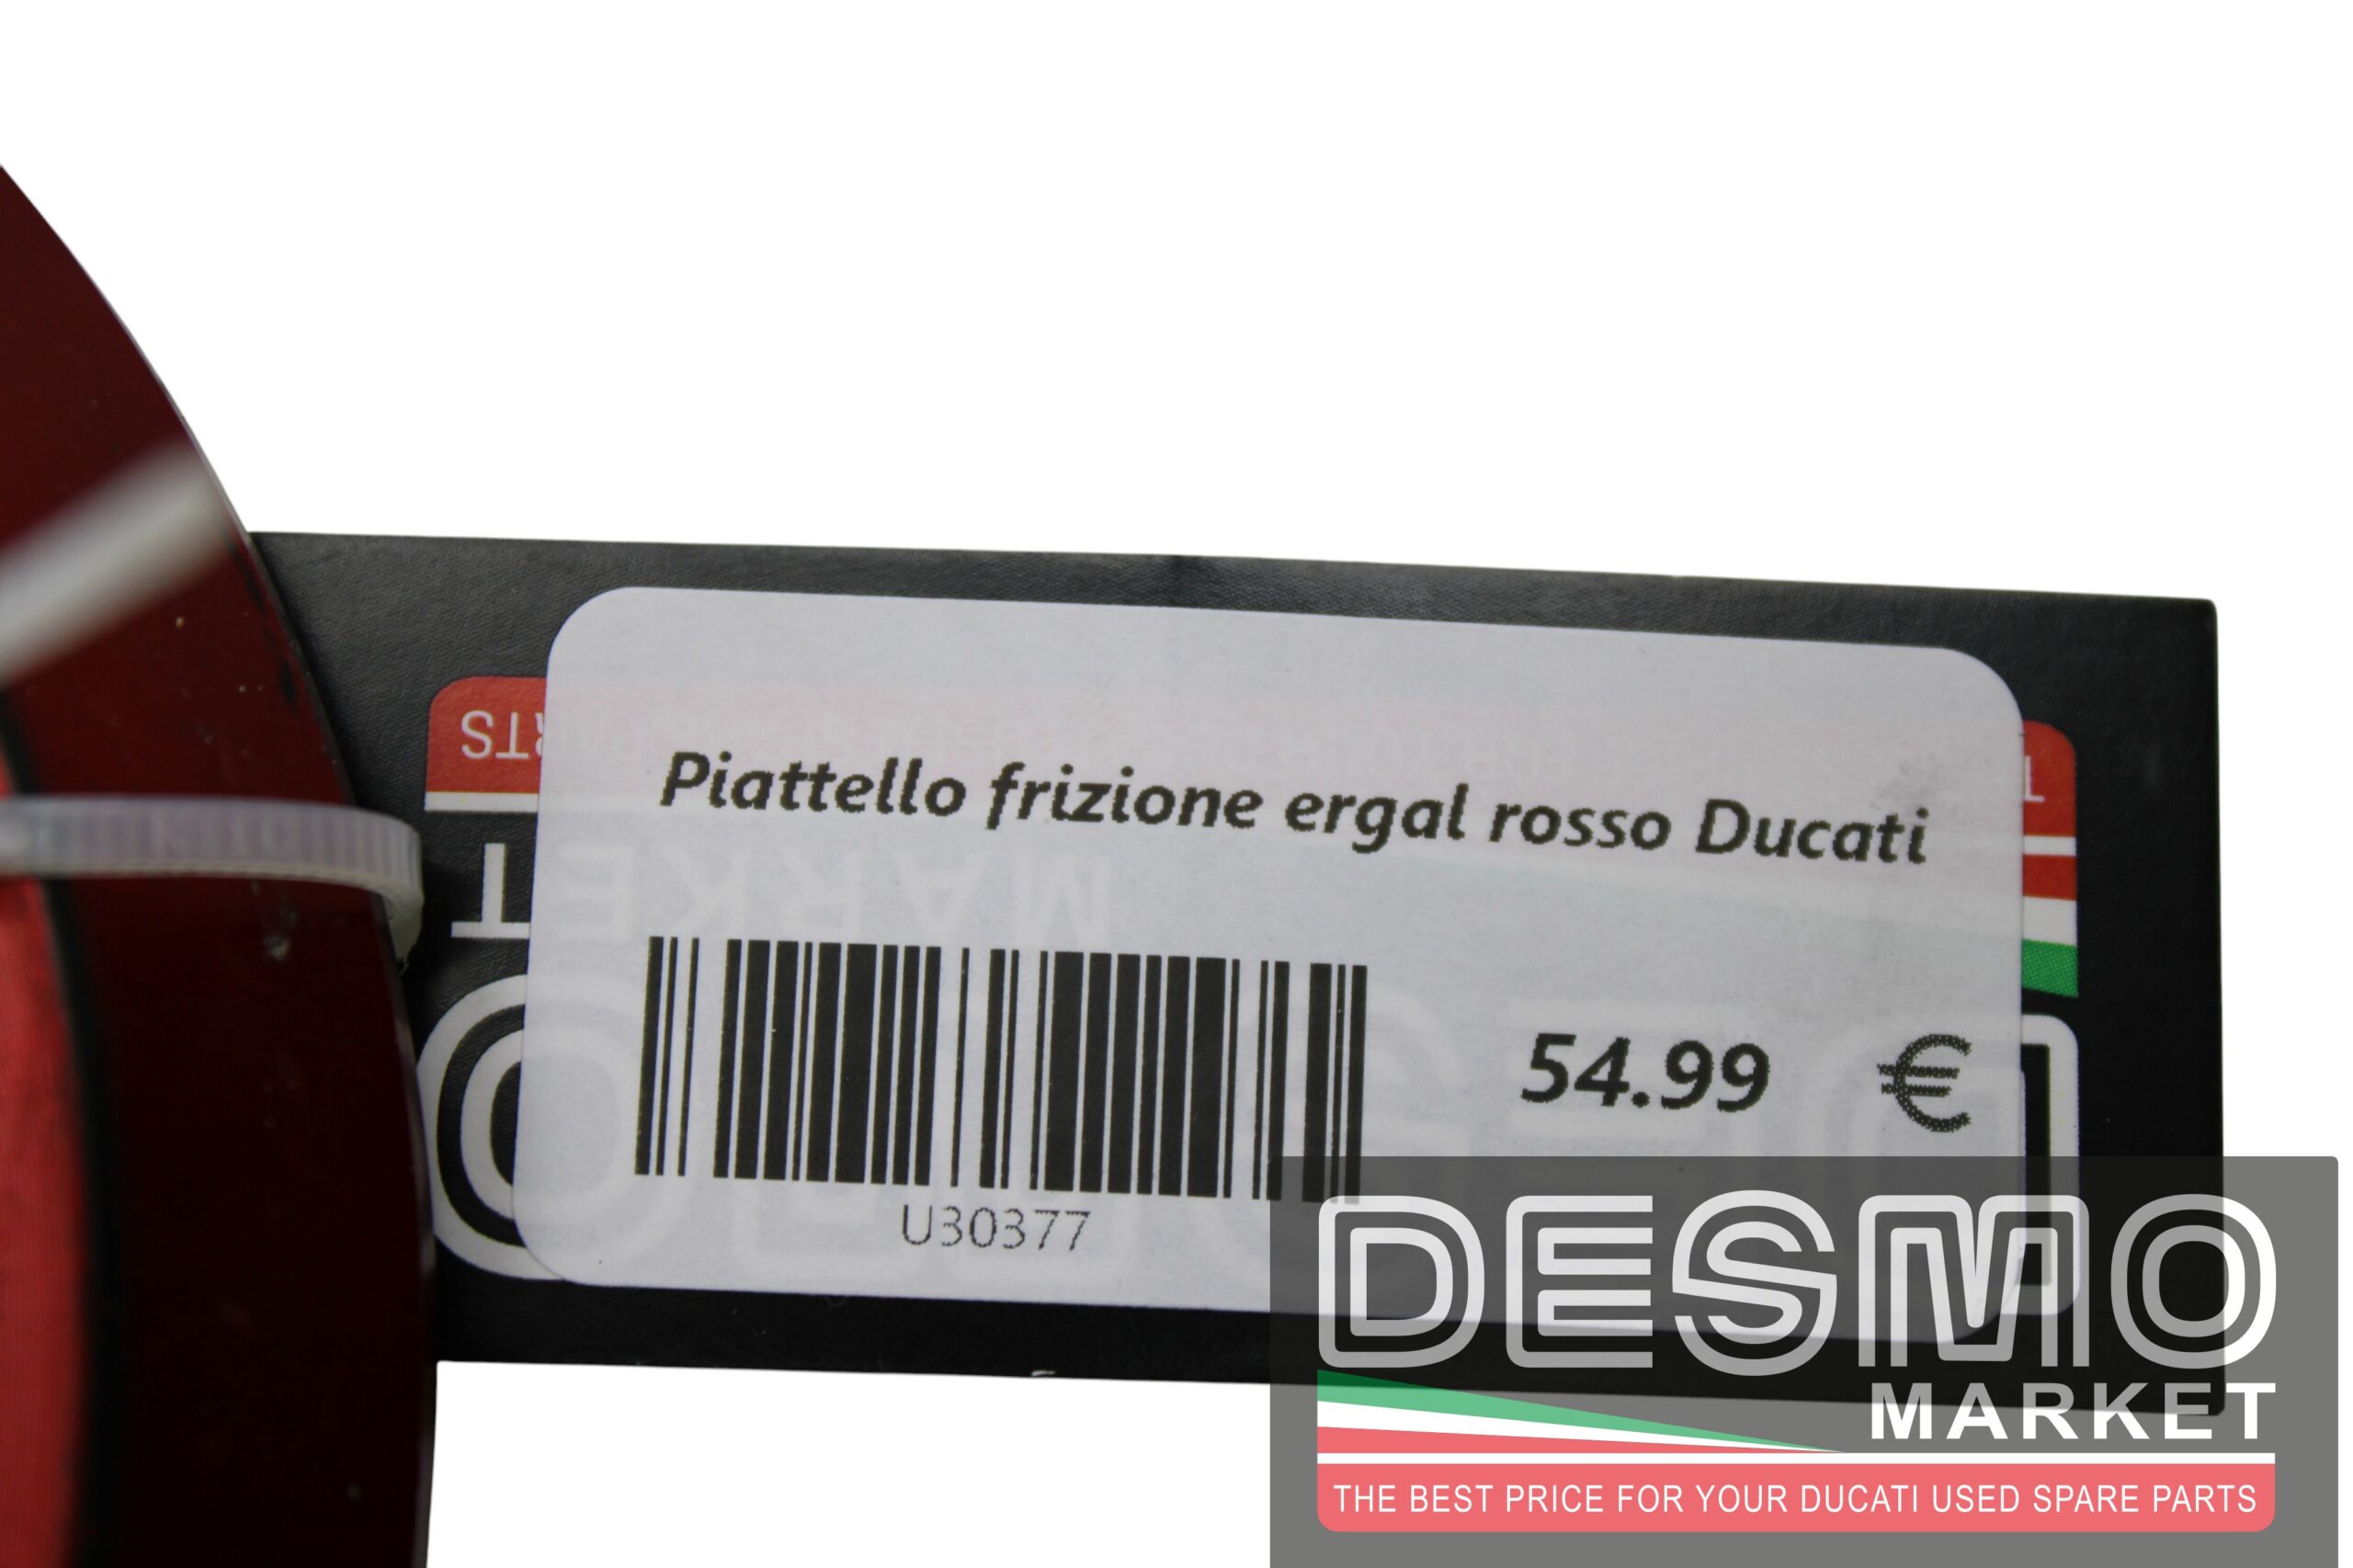 Piattello frizione ergal rosso Ducati
MARKET
54.99 €
U30377
DESMO
MARKET
THE BEST PRICE FOR YOUR DUCATI USED SPARE PARTS